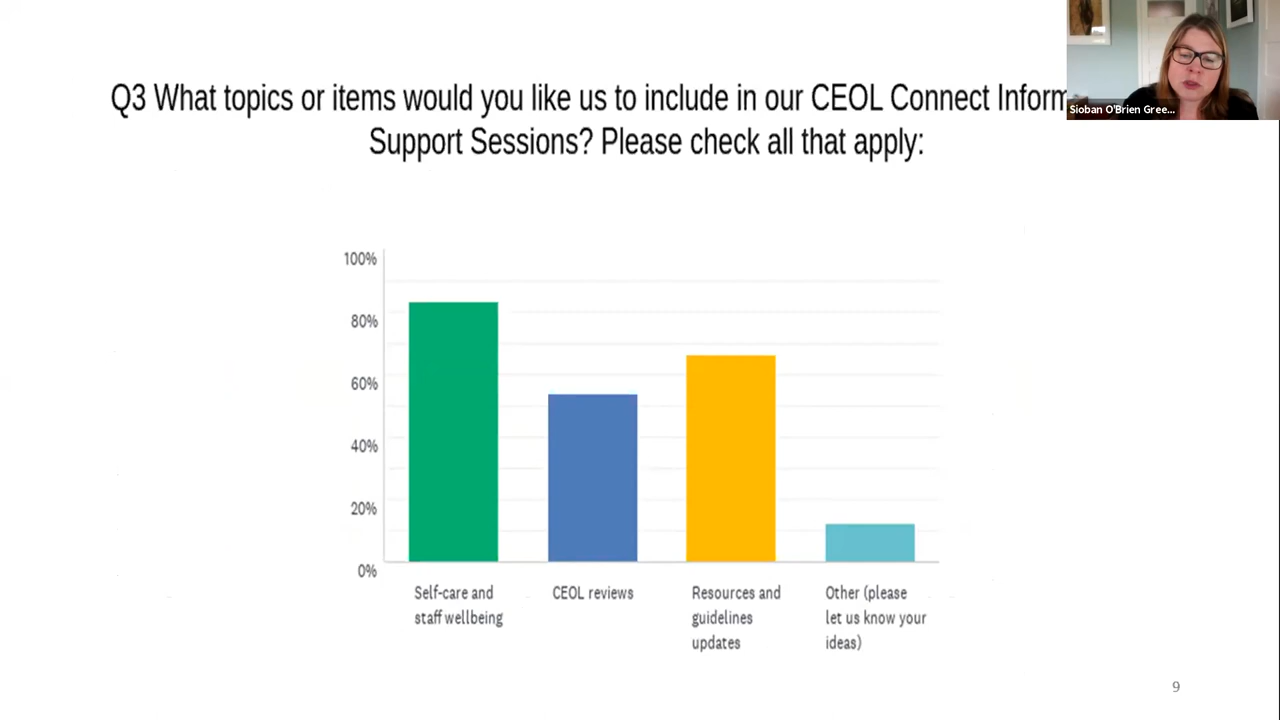 Q3 What topics or items would you like us to include in our CEOL Connect Inform
Support Sessions? Please check all that apply:
Sioban O'Brien Gree...
100%
80%
60%
40%
20%
0%
Self-care and
staff wellbeing
CEOL reviews
Resources and
guidelines
updates
Other (please
let us know your
ideas)
9